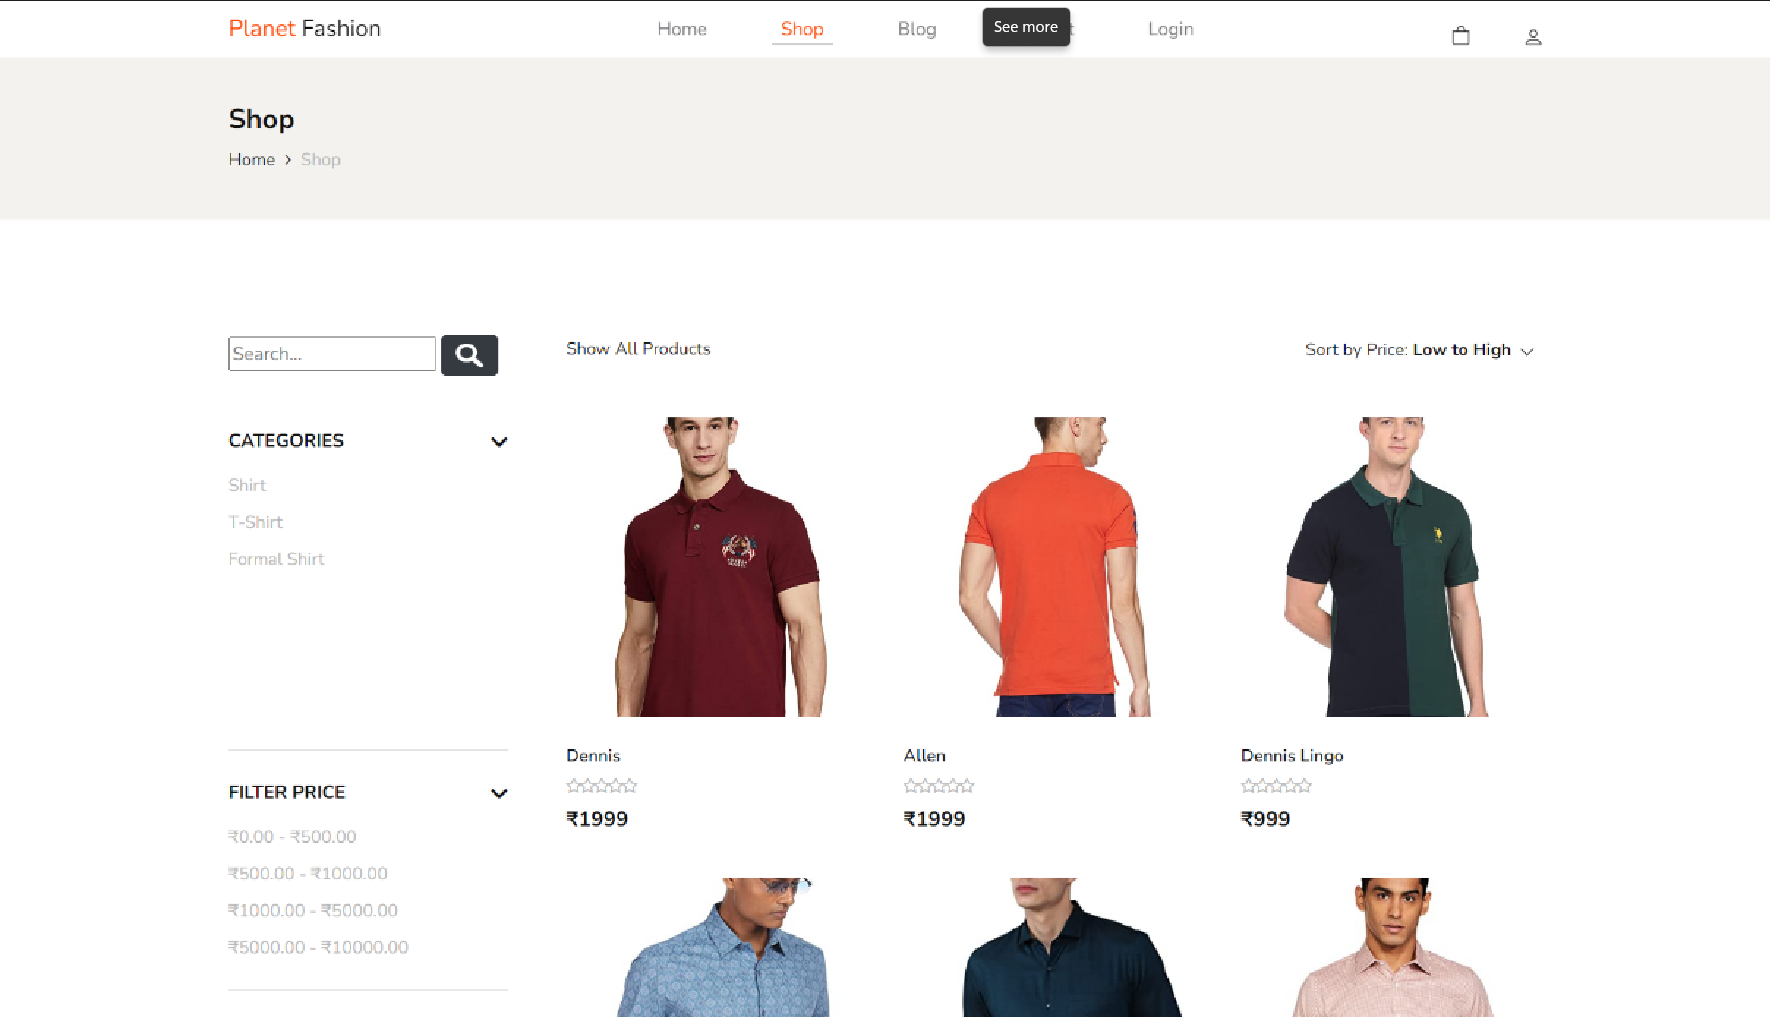 Planet Fashion
Home
Shop
Blog
See more
Login
Shop
Home > Shop
Search...
Show All Products
Sort by Price: Low to High
CATEGORIES
Shirt
T-Shirt
Formal Shirt
Dennis
Allen
Dennis Lingo
₹1999
₹1999
₹999
FILTER PRICE
₹0.00 - ₹500.00
₹500.00 - ₹1000.00
₹1000.00 - ₹5000.00
₹5000.00 - ₹10000.00